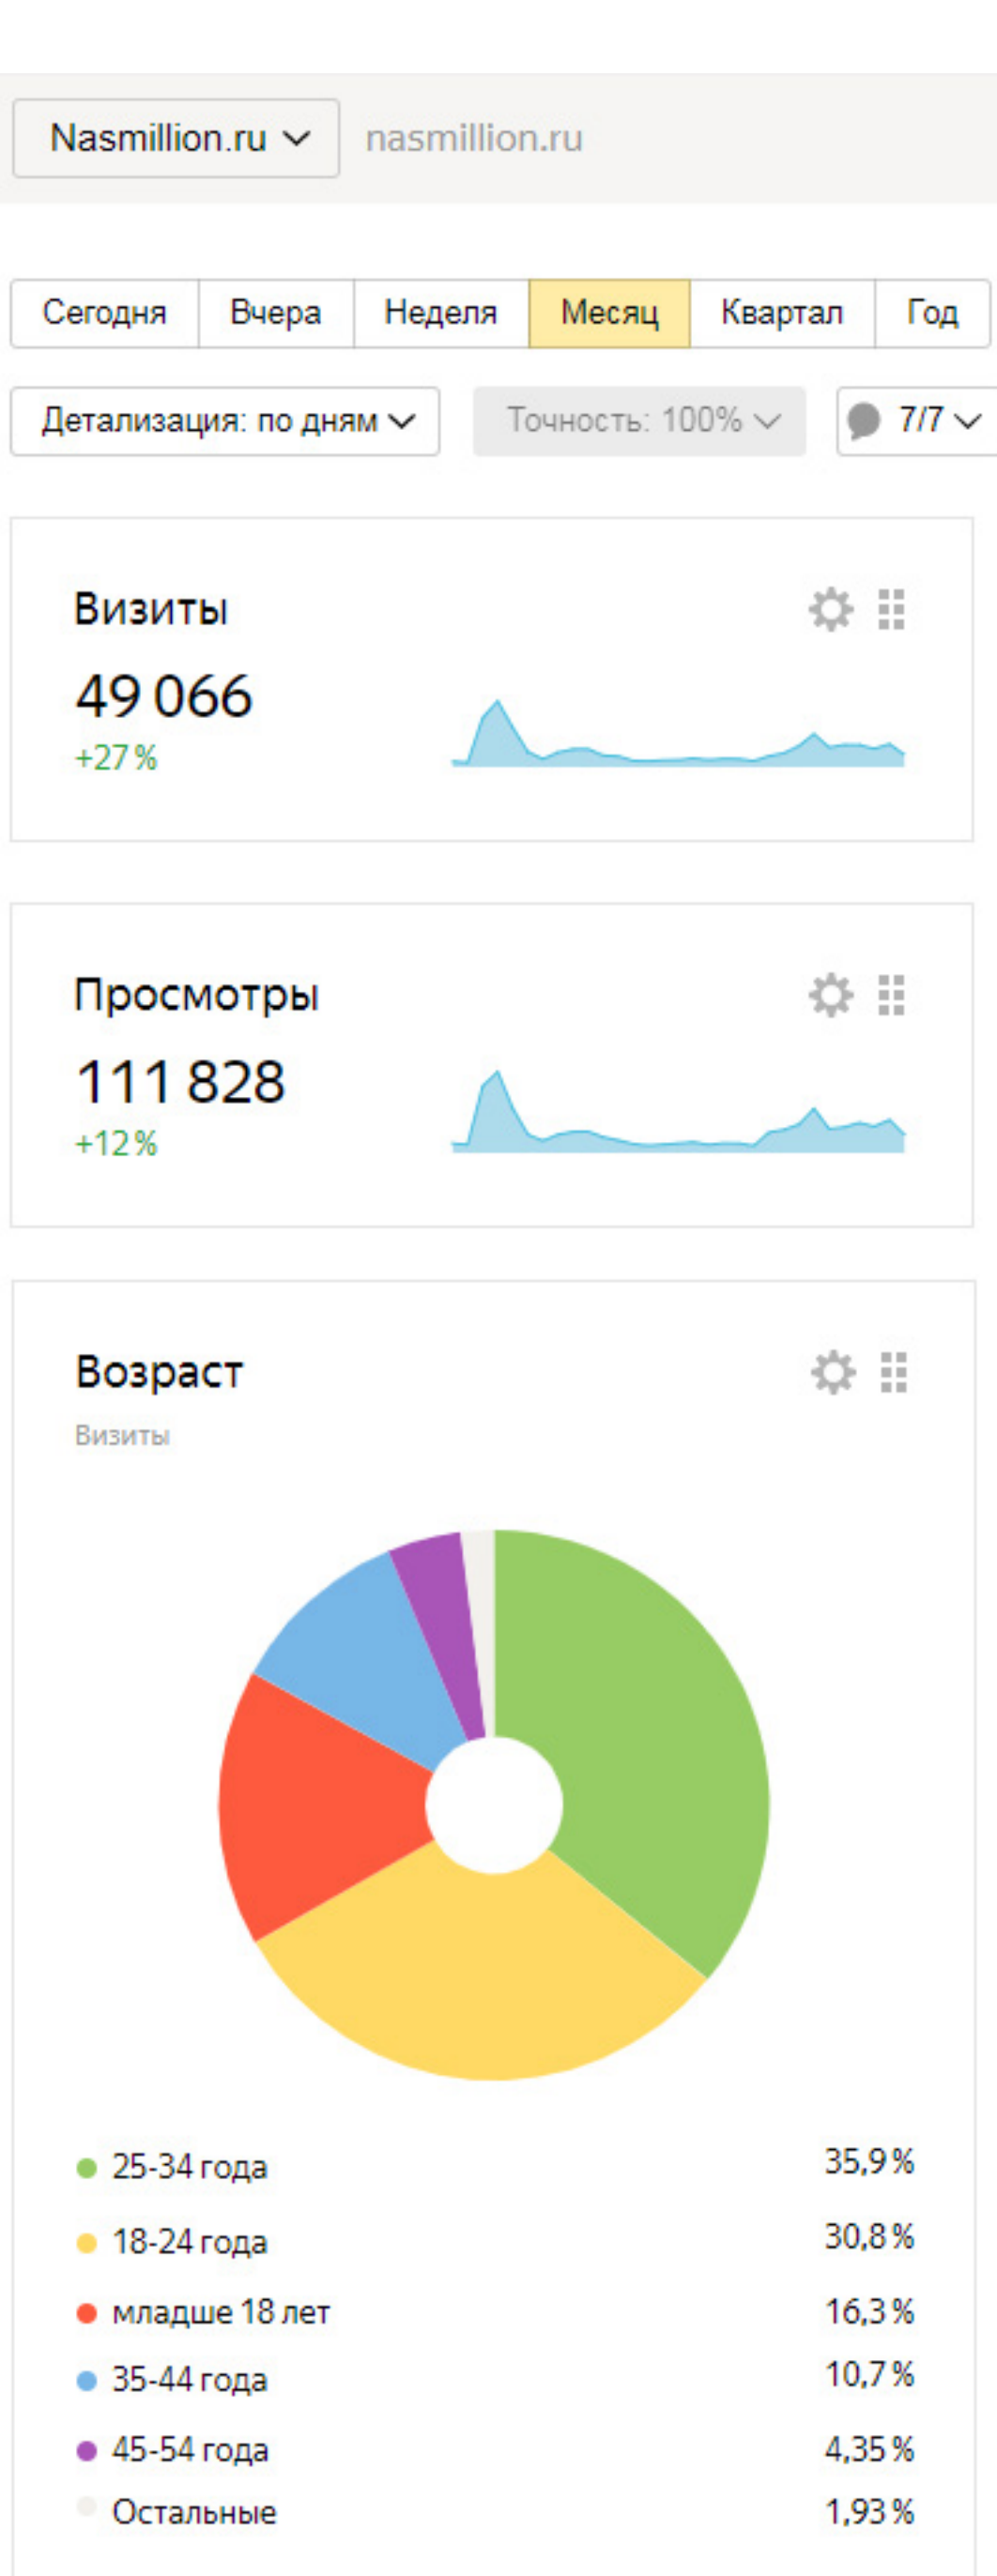 Nasmillion.ru nasmillion.ru
Сегодня Вчера Неделя Месяц Квартал Год
Детализация: по дням Точность: 100% 7/7
Визиты
49 066
+27 %
Просмотры
111 828
+12 %
Возраст
Визиты
25-34 года 35,9 %
18-24 года 30,8 %
младше 18 лет 16,3 %
35-44 года 10,7 %
45-54 года 4,35 %
Остальные 1,93 %